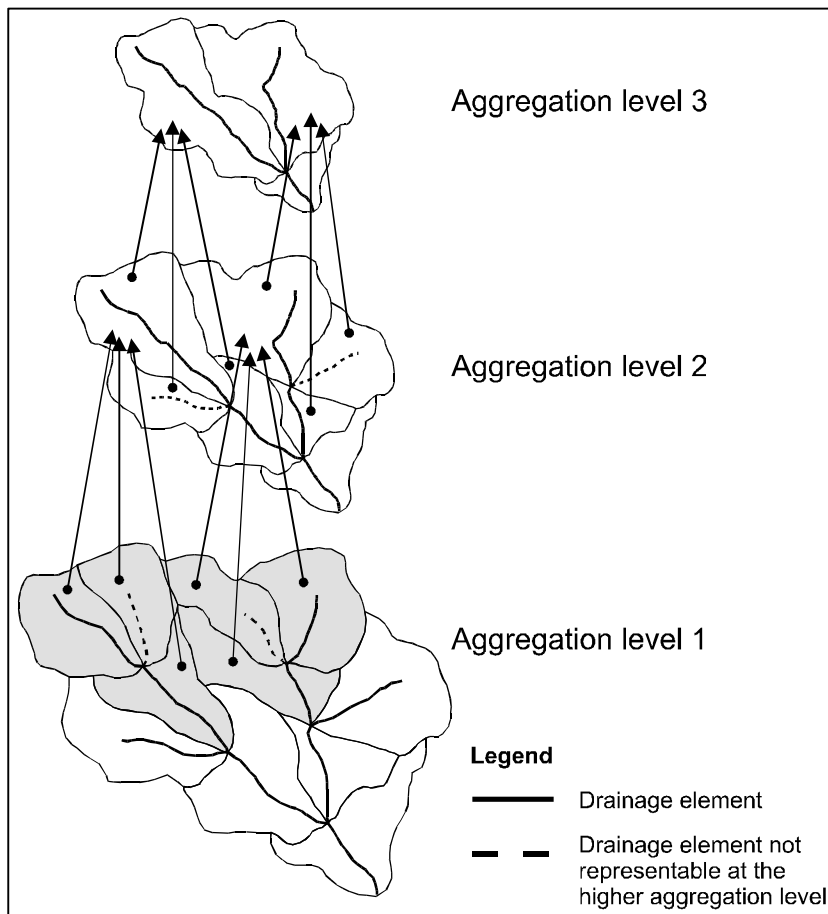 Aggregation level 3
Aggregation level 2
Aggregation level 1
Legend
Drainage element
Drainage element not
representable at the
higher aggregation level